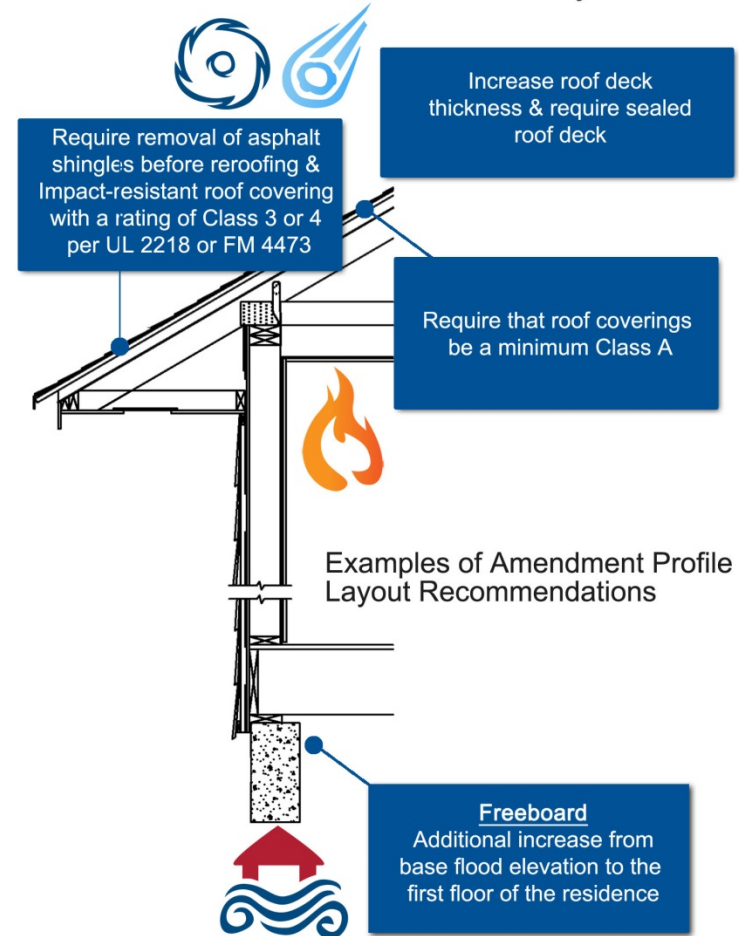 Increase roof deck
thickness & require sealed
roof deck
Require removal of asphalt
shingles before reroofing &
Impact-resistant roof covering
with a rating of Class 3 or 4
per UL 2218 or FM 4473
Require that roof coverings
be a minimum Class A
Examples of Amendment Profile
Layout Recommendations
Freeboard
Additional increase from
base flood elevation to the
first floor of the residence